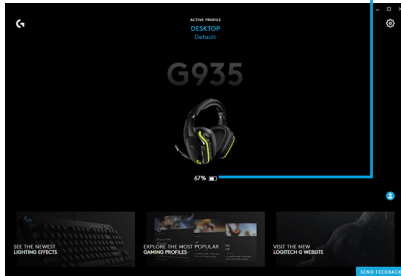 ACTIVE PROFILE
DESKTOP
Default
G935
67%
SEE THE NEWEST
LIGHTING EFFECTS
EXPLORE THE MOST POPULAR
GAMING PROFILES
VISIT THE NEW
LOGITECH G WEBSITE
SEND FEEDBACK